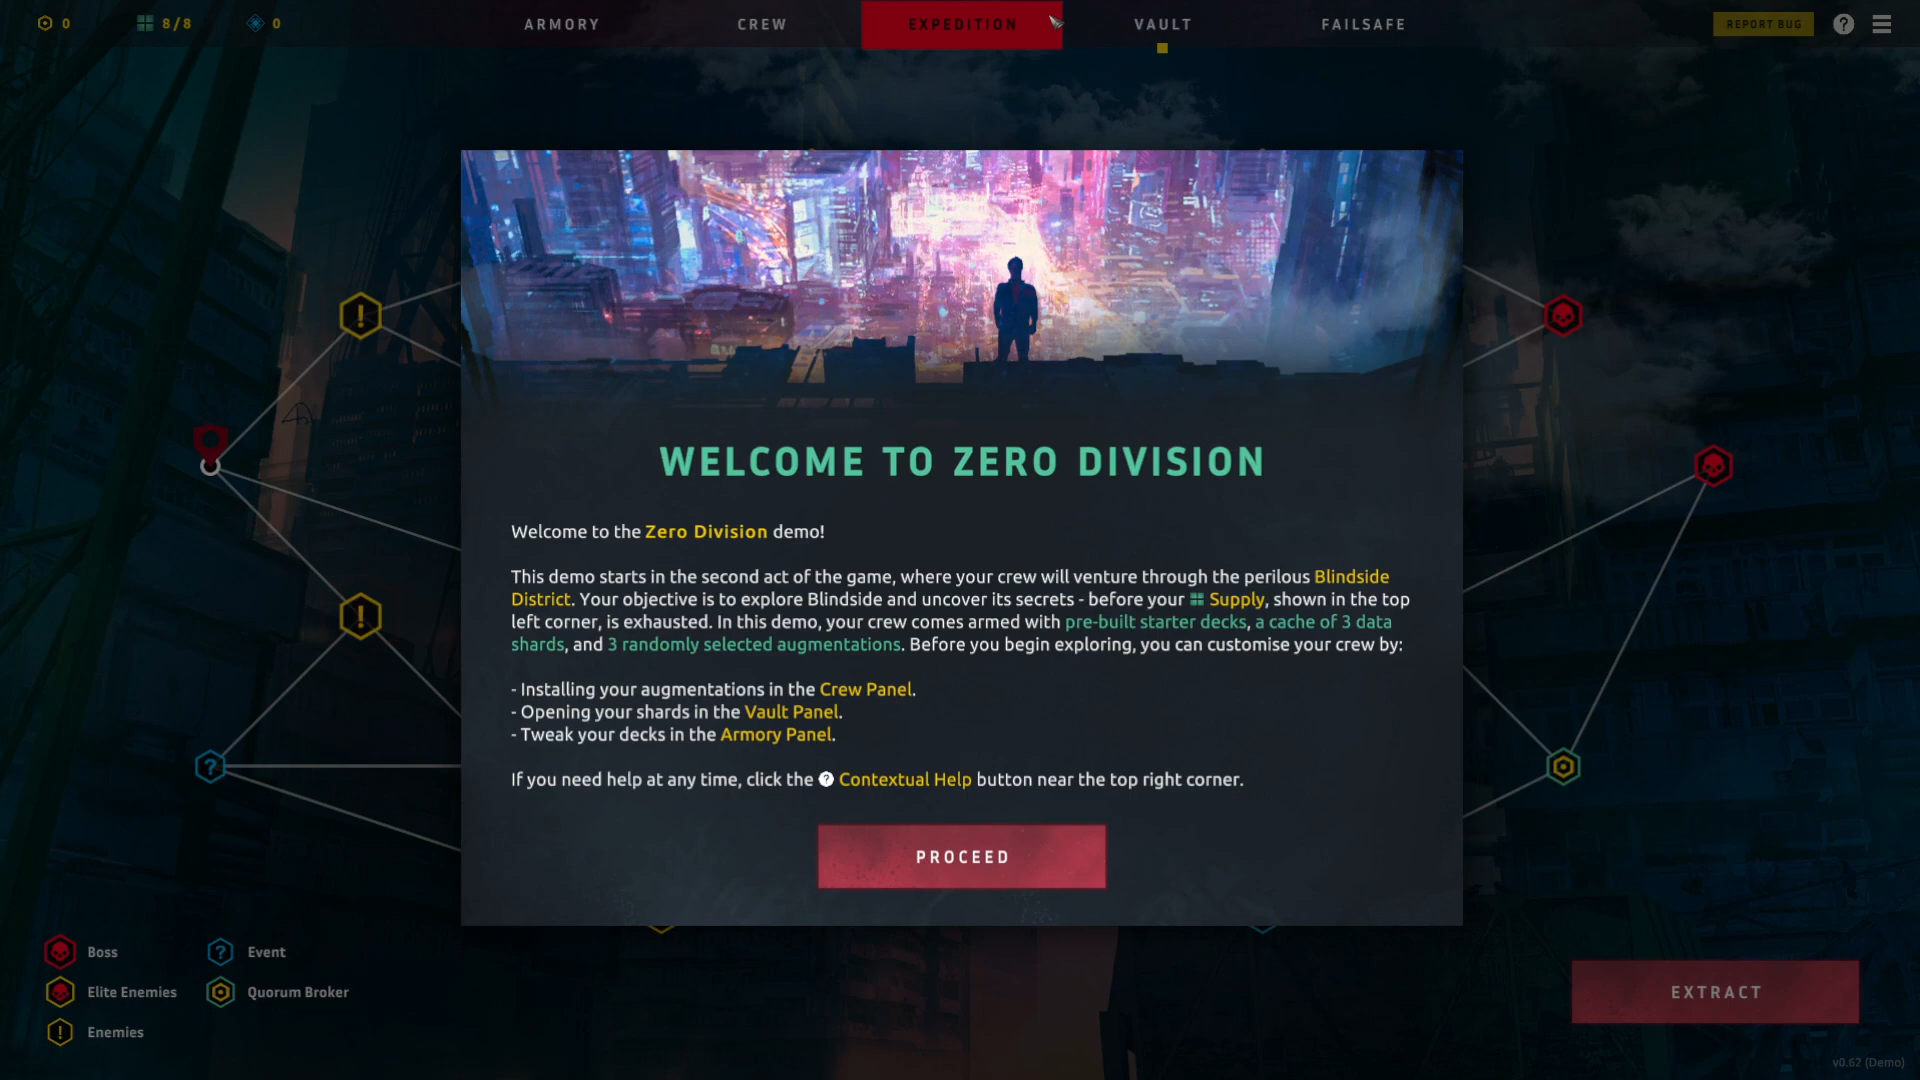 0 8/8 0 ARMORY CREW EXPEDITION VAULT FAILSAFE REPORT BUG ?
WELCOME TO ZERO DIVISION
Welcome to the Zero Division demo!
This demo starts in the second act of the game, where your crew will venture through the perilous Blindside
District. Your objective is to explore Blindside and uncover its secrets - before your Supply, shown in the top
left corner, is exhausted. In this demo, your crew comes armed with pre-built starter decks, a cache of 3 data
shards, and 3 randomly selected augmentations. Before you begin exploring, you can customise your crew by:
- Installing your augmentations in the Crew Panel.
- Opening your shards in the Vault Panel.
- Tweak your decks in the Armory Panel.
If you need help at any time, click the ? Contextual Help button near the top right corner.
PROCEED
Boss
Event
Elite Enemies
Quorum Broker
Enemies
EXTRACT
v0.62 (Demo)